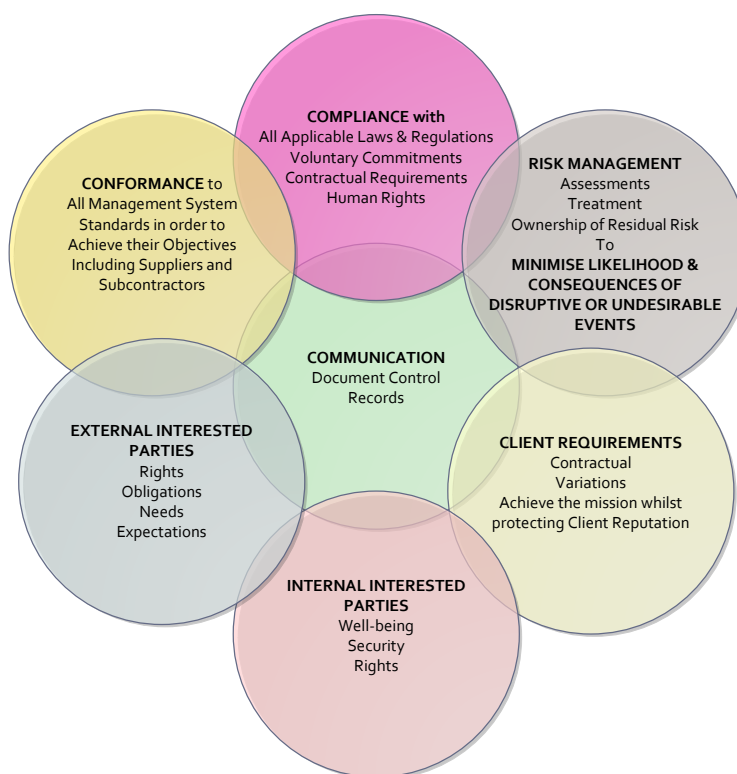 COMPLIANCE with
All Applicable Laws & Regulations
Voluntary Commitments
Contractual Requirements
Human Rights
CONFORMANCE to
All Management System
Standards in order to
Achieve their Objectives
Including Suppliers and
Subcontractors
RISK MANAGEMENT
Assessments
Treatment
Ownership of Residual Risk
To
MINIMISE LIKELIHOOD &
CONSEQUENCES OF
DISRUPTIVE OR UNDESIRABLE
EVENTS
COMMUNICATION
Document Control
Records
EXTERNAL INTERESTED
PARTIES
Rights
Obligations
Needs
Expectations
CLIENT REQUIREMENTS
Contractual
Variations
Achieve the mission whilst
protecting Client Reputation
INTERNAL INTERESTED
PARTIES
Well-being
Security
Rights